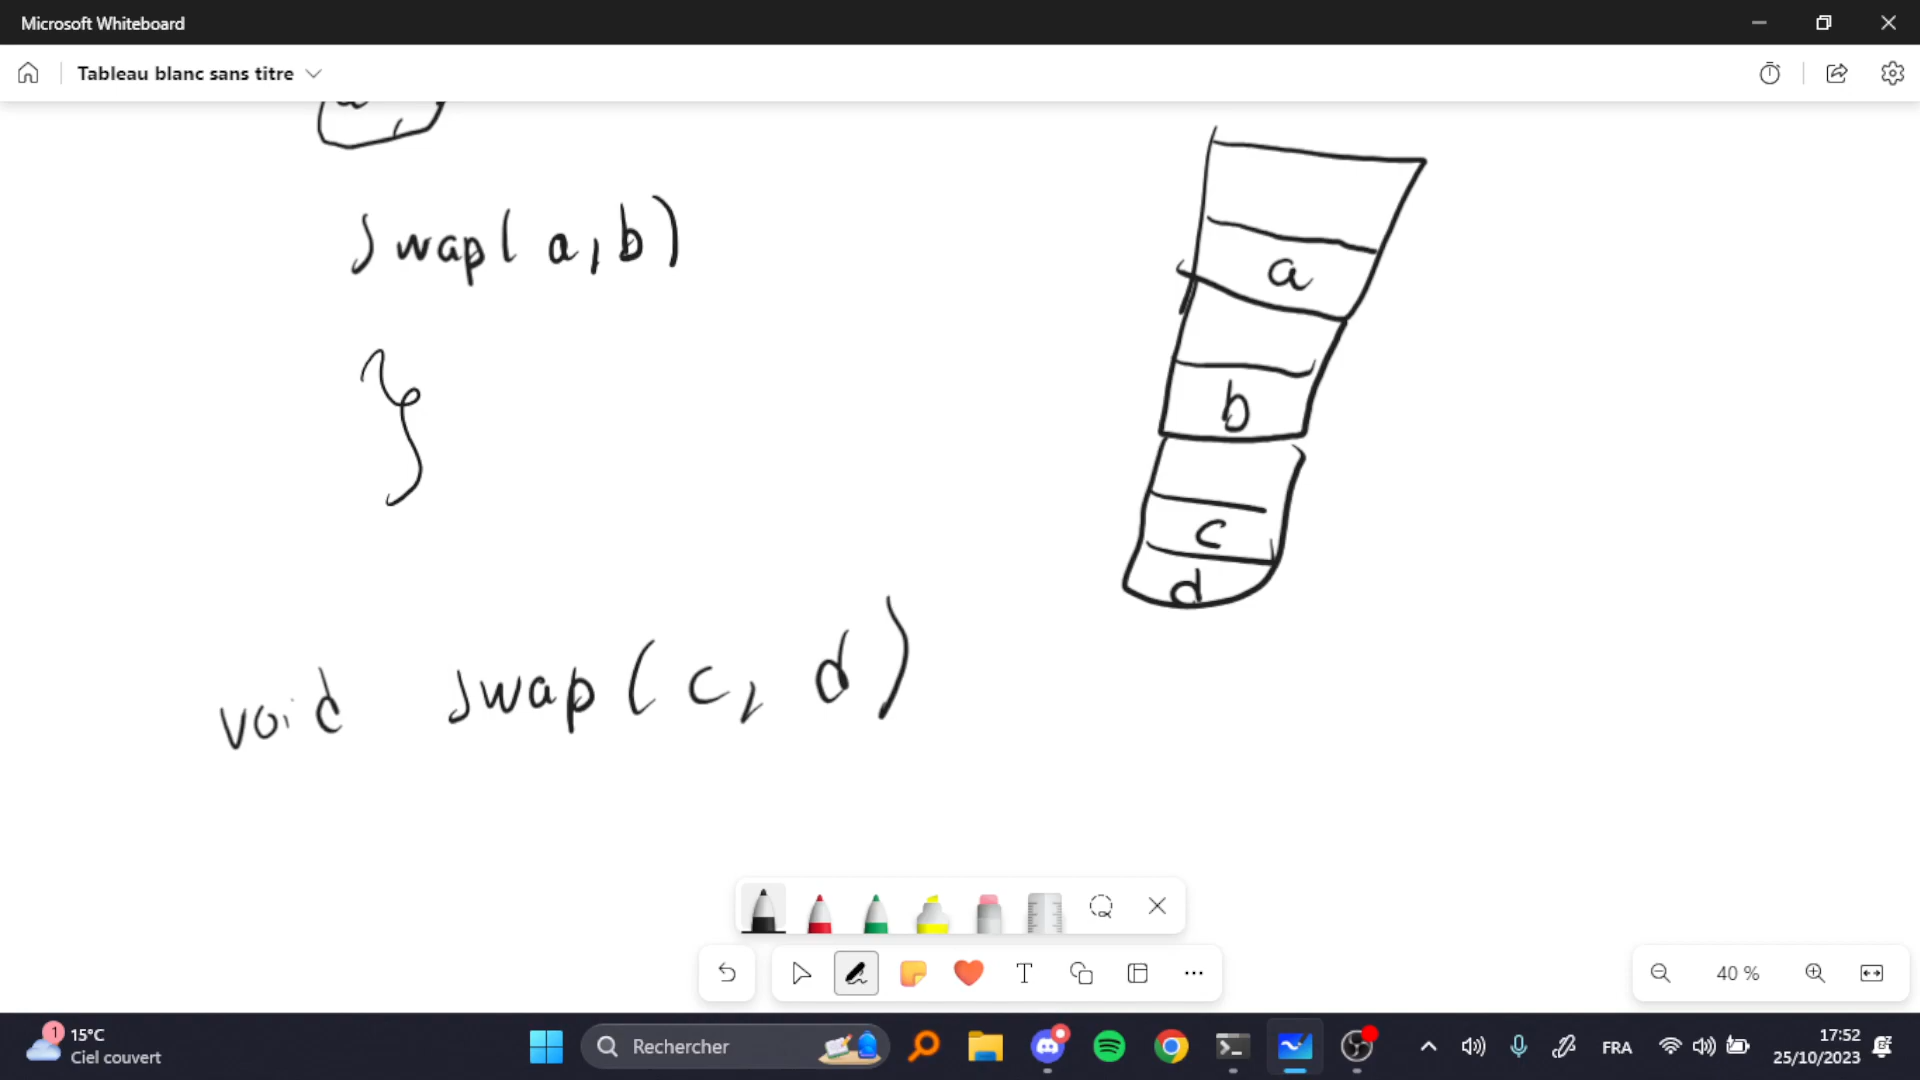 Microsoft Whiteboard
Tableau blanc sans titre
swap(a,b)
}
void swap(c, d)
a
b
c
d
T
40 %
1
15°C
Ciel couvert
Rechercher
FRA
17:52
25/10/2023